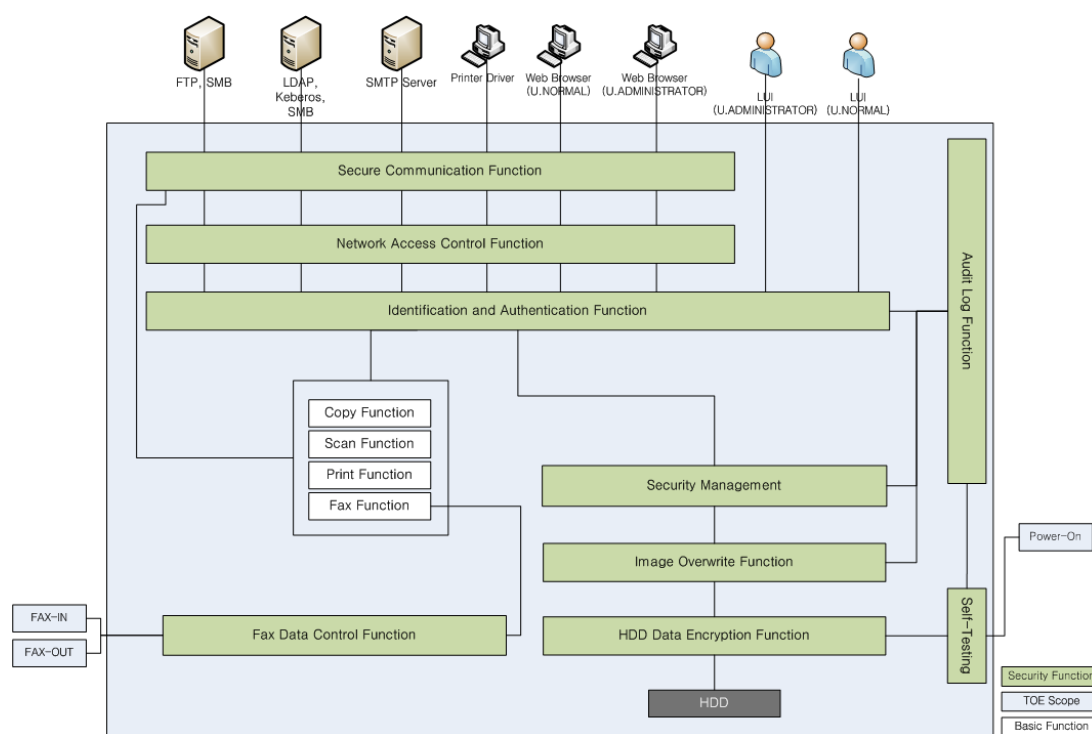 FTP, SMB
LDAP,
Keberos,
SMB
SMTP Server
Printer Driver
Web Browser
(U.NORMAL)
Web Browser
(U.ADMINISTRATOR)
LUI
(U.ADMINISTRATOR)
LUI
(U.NORMAL)
Secure Communication Function
Network Access Control Function
Identification and Authentication Function
Audit Log Function
Copy Function
Scan Function
Print Function
Fax Function
Security Management
Image Overwrite Function
Power-On
FAX-IN
FAX-OUT
Fax Data Control Function
HDD Data Encryption Function
Self-Testing
HDD
Security Function
TOE Scope
Basic Function